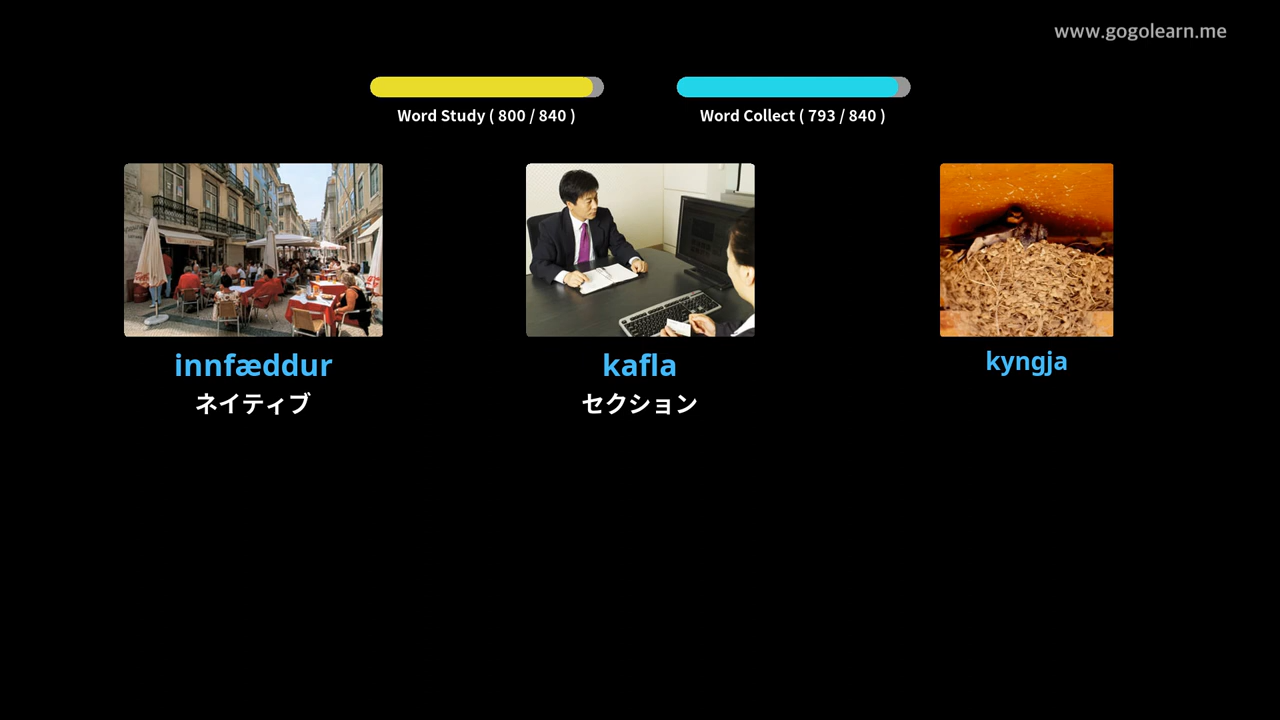 www.gogolearn.me
Word Study ( 800 / 840 )
Word Collect ( 793 / 840 )
innfæddur
ネイティブ
kafla
セクション
kyngja